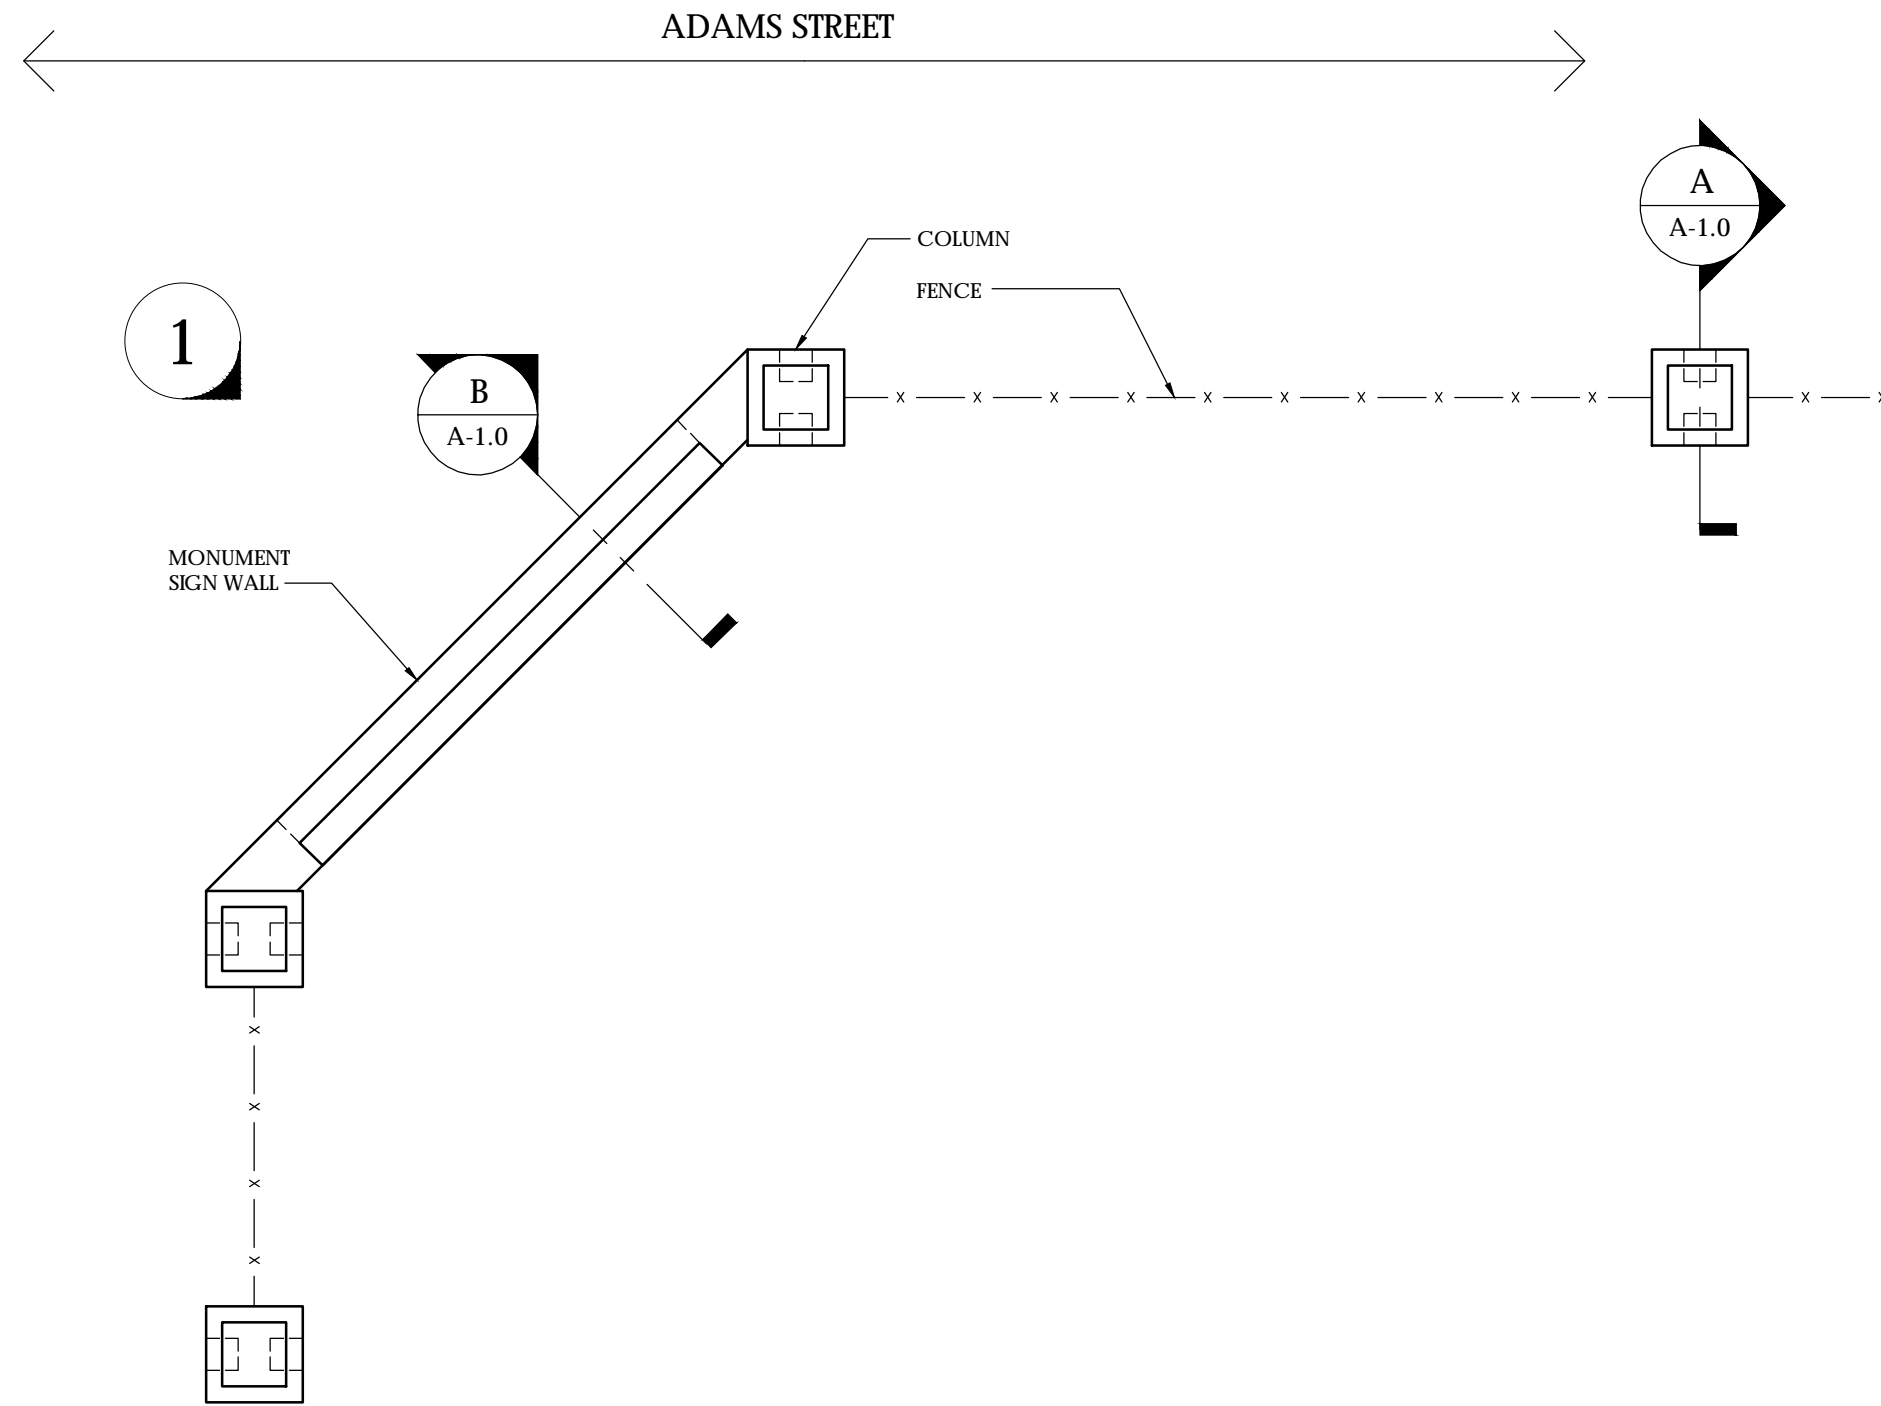 ADAMS STREET
A
A-1.0
COLUMN
FENCE
1
B
A-1.0
x x x x x x x x x x x x
MONUMENT
SIGN WALL
x
x
x
x